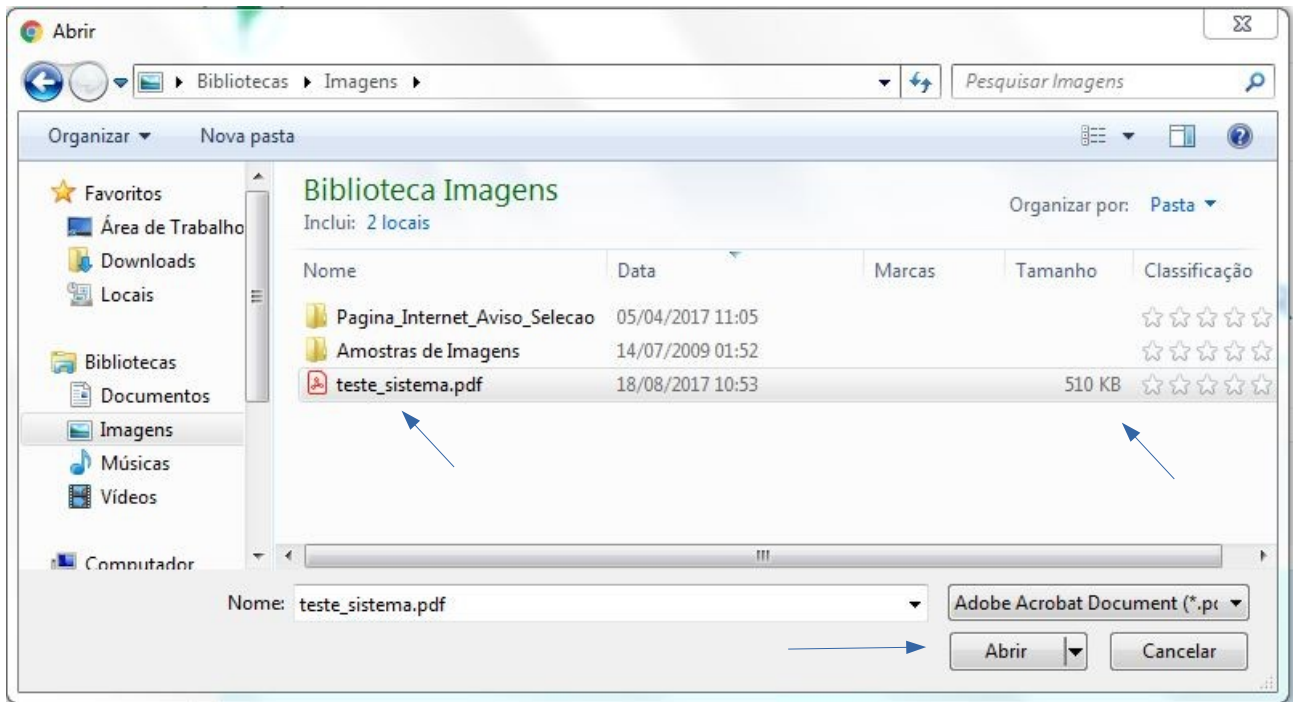 Abrir
Bibliotecas Imagens
Pesquisar Imagens
Organizar Nova pasta
Favoritos
Área de Trabalho
Downloads
Locais
Bibliotecas
Documentos
Imagens
Músicas
Vídeos
Computador
Biblioteca Imagens
Inclui: 2 locais
Organizar por: Pasta
Nome Data Marcas Tamanho Classificação
Pagina_Internet_Aviso_Selecao 05/04/2017 11:05
Amostras de Imagens 14/07/2009 01:52
teste_sistema.pdf 18/08/2017 10:53 510 KB
Nome: teste_sistema.pdf
Adobe Acrobat Document (*.pc
Abrir Cancelar